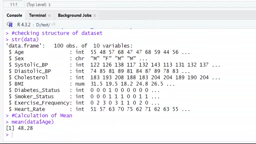 (Top Level)
Console Terminal Background Jobs
R 4.3.2 · D:/test/
> #checking structure of dataset
> str(data)
'data.frame': 100 obs. of 10 variables:
$ Age : int 55 48 57 68 47 68 59 44 56 ...
$ Sex : chr "M" "F" "M" "M" ...
$ Systolic_BP : int 122 126 138 117 132 143 113 131 132 137 ...
$ Diastolic_BP : int 74 85 81 89 81 84 87 89 78 83 ...
$ Cholesterol : int 183 193 208 188 203 204 204 189 190 204 ...
$ BMI : num 31.5 19.5 18.2 24.8 26.5 ...
$ Diabetes_Status : int 0 0 0 1 0 0 0 0 0 0 ...
$ Smoker_Status : int 0 0 0 1 1 0 0 1 1 ...
$ Exercise_Frequency: int 0 2 3 0 3 1 1 0 2 0 ...
$ Heart_Rate : int 51 57 63 70 75 62 71 62 83 55 ...
> #Calculation of Mean
> mean(data$Age)
[1] 48.28
>